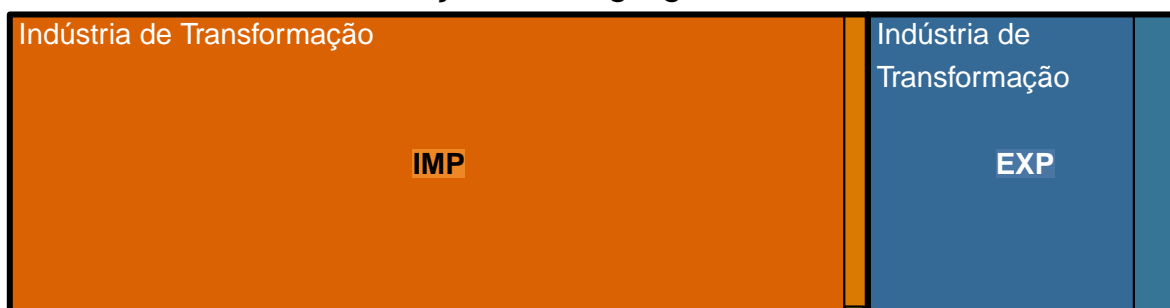 Indústria de Transformação
IMP
Indústria de
Transformação
EXP